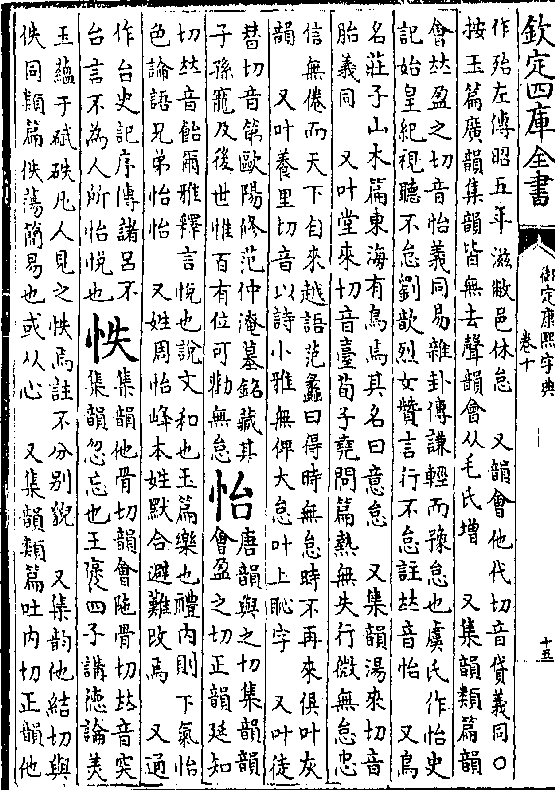 欽定四庫全書
御定康熙字典
卷十
十五
作殆左傳昭五年滋敝邑休怠　又韻會他代切音貸義同○
按玉篇廣韻集韻皆無去聲韻會从毛氏增　又集韻類篇韻
會𠀤盈之切音怡義同易雜卦傳謙輕而豫怠也虞氏作怡史
記始皇紀視聽不怠劉歆烈女贊言行不怠註𠀤音怡　又鳥
名莊子山木篇東海有鳥焉其名曰意怠　又集韻湯來切音
胎義同　又叶堂來切音臺荀子堯問篇執無失行微無怠忠
信無倦而天下自來越語范蠡曰得時無怠時不再來俱叶灰
韻　又叶養里切音以詩小雅無俾大怠叶上恥字　又叶徒
替切音第歐陽修范仲淹墓銘藏其
子孫寵及後世惟百有位可勸無怠
怡
唐韻與之切集韻韻
會盈之切正韻延知
切𠀤音飴爾雅釋言悅也說文和也玉篇樂也禮內則下氣怡
色論語兄弟怡怡　又姓周怡峰本姓默台避難改焉　又通
作台史記序傳諸呂不
台言不為人所怡悅也
怢
集韻他骨切韻會陁骨切𠀤音突
集韻忽忘也王褒四子講德論美
玉蘊于碔砆凡人見之怢焉註不分別貌　又集韵他結切與
佚同類篇佚蕩簡易也或从心　又集韻類篇吐內切正韻他